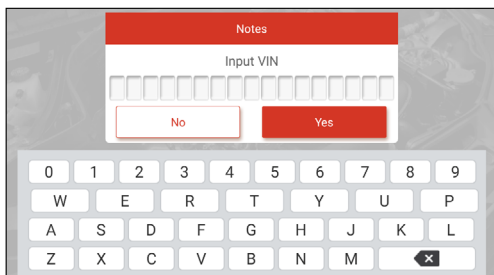 Notes
Input VIN
No Yes
0 1 2 3 4 5 6 7 8 9
W E R T Y U P
A S D F G H J K L
Z X C V B N M